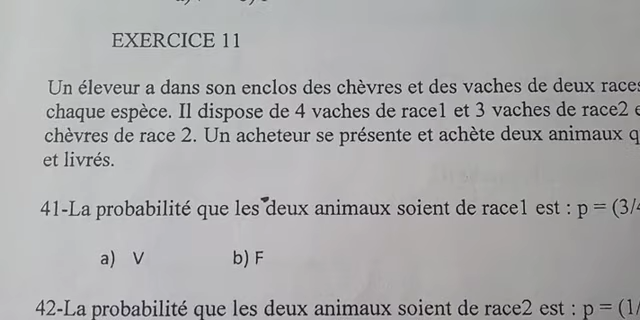 EXERCICE 11
Un éleveur a dans son enclos des chèvres et des vaches de deux races
chaque espèce. Il dispose de 4 vaches de race1 et 3 vaches de race2
chèvres de race 2. Un acheteur se présente et achète deux animaux
et livrés.
41-La probabilité que les deux animaux soient de race1 est : p = (3/4
a) V b) F
42-La probabilité que les deux animaux soient de race2 est : p = (1/